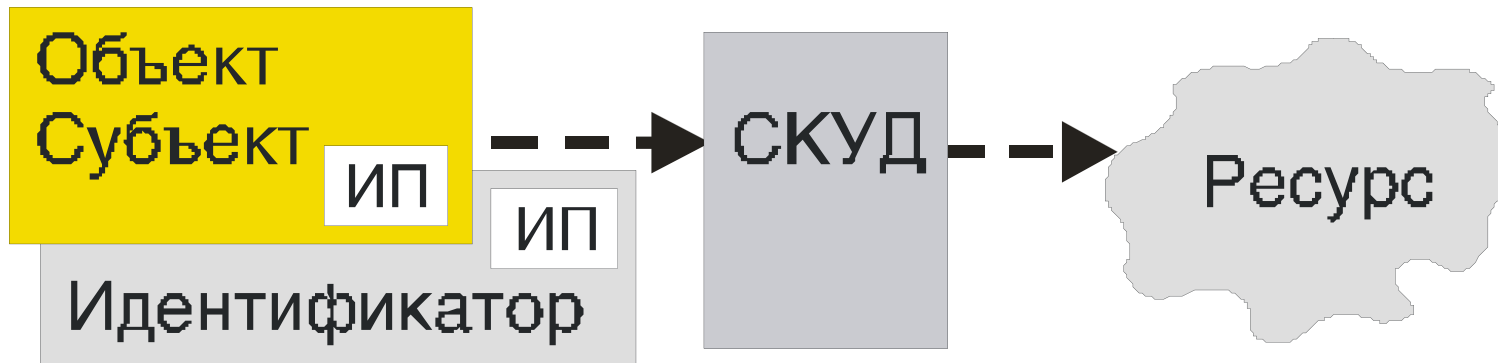 Объект
Субъект
ИП
ИП
Идентификатор
СКУД
Ресурс